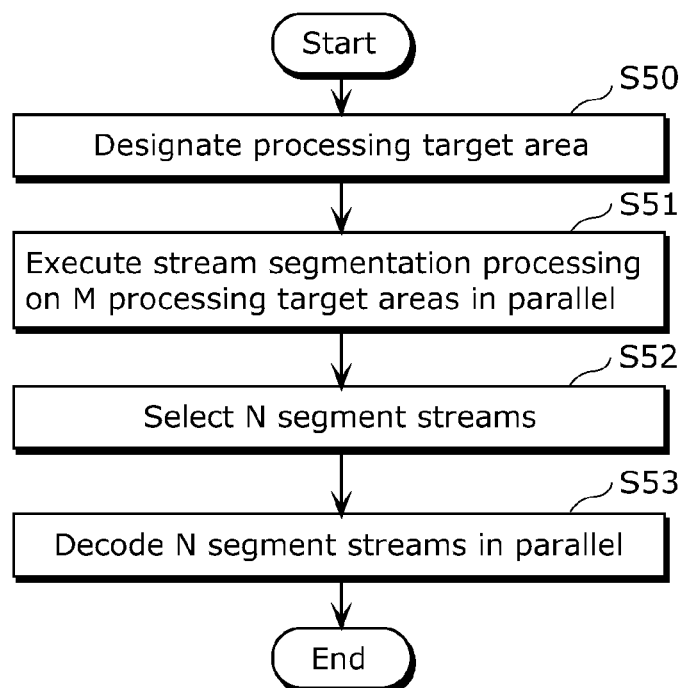 Start
S50
Designate processing target area
S51
Execute stream segmentation processing
on M processing target areas in parallel
S52
Select N segment streams
S53
Decode N segment streams in parallel
End